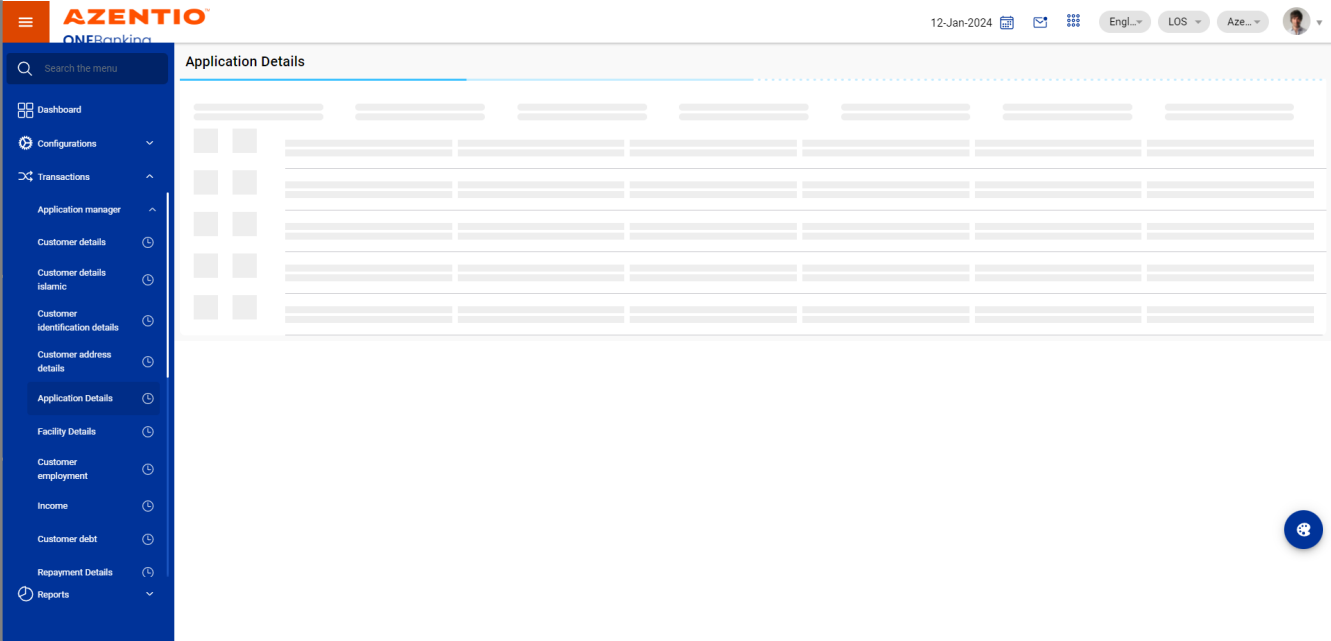 AZENTIO™
ONEBanking
12-Jan-2024
Engl...
LOS
Aze...
Search the menu
Application Details
Dashboard
Configurations
Transactions
Application manager
Customer details
Customer details
islamic
Customer
identification details
Customer address
details
Application Details
Facility Details
Customer
employment
Income
Customer debt
Repayment Details
Reports